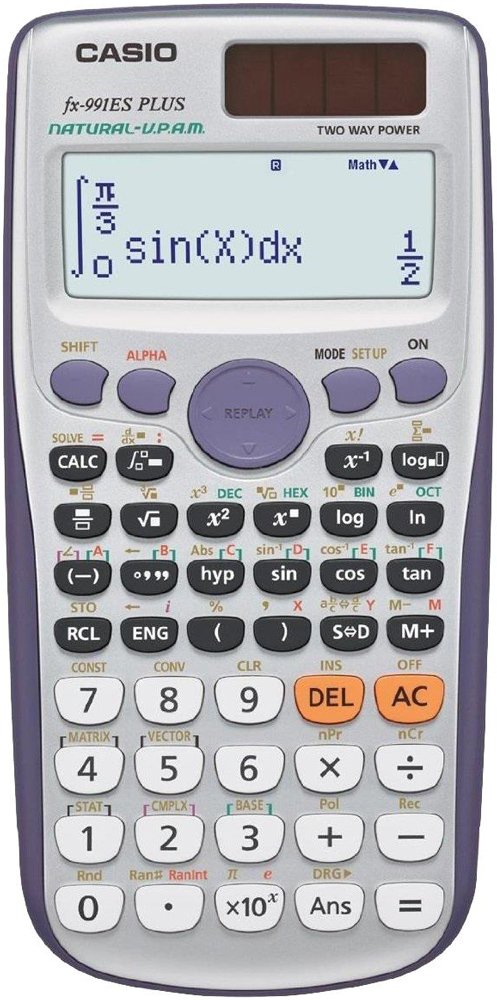 CASIO
fx-991ES PLUS
NATURAL-V.P.A.M.
TWO WAY POWER
R Math▼▲
∫ π/3 0 sin(X)dx 1/2
SHIFT ALPHA MODE SETUP ON
REPLAY
SOLVE = d/dx■ : x! Σ■
CALC ∫■ x⁻¹ log■□
■■/□ ³√■ x³ DEC ■√□ HEX 10■ BIN e■ OCT
■/□ √■ x² x■ log ln
∠ A ← B Abs C sin⁻¹ D cos⁻¹ E tan⁻¹ F
(−) °,,, hyp sin cos tan
STO ← i % , X a b/c⇔d/c Y M− M
RCL ENG ( ) S⇔D M+
CONST CONV CLR INS OFF
7 8 9 DEL AC
MATRIX VECTOR nPr nCr
4 5 6 × ÷
STAT CMPLX BASE Pol Rec
1 2 3 + −
Rnd Ran# RanInt π e DRG▶
0 · ×10ˣ Ans =